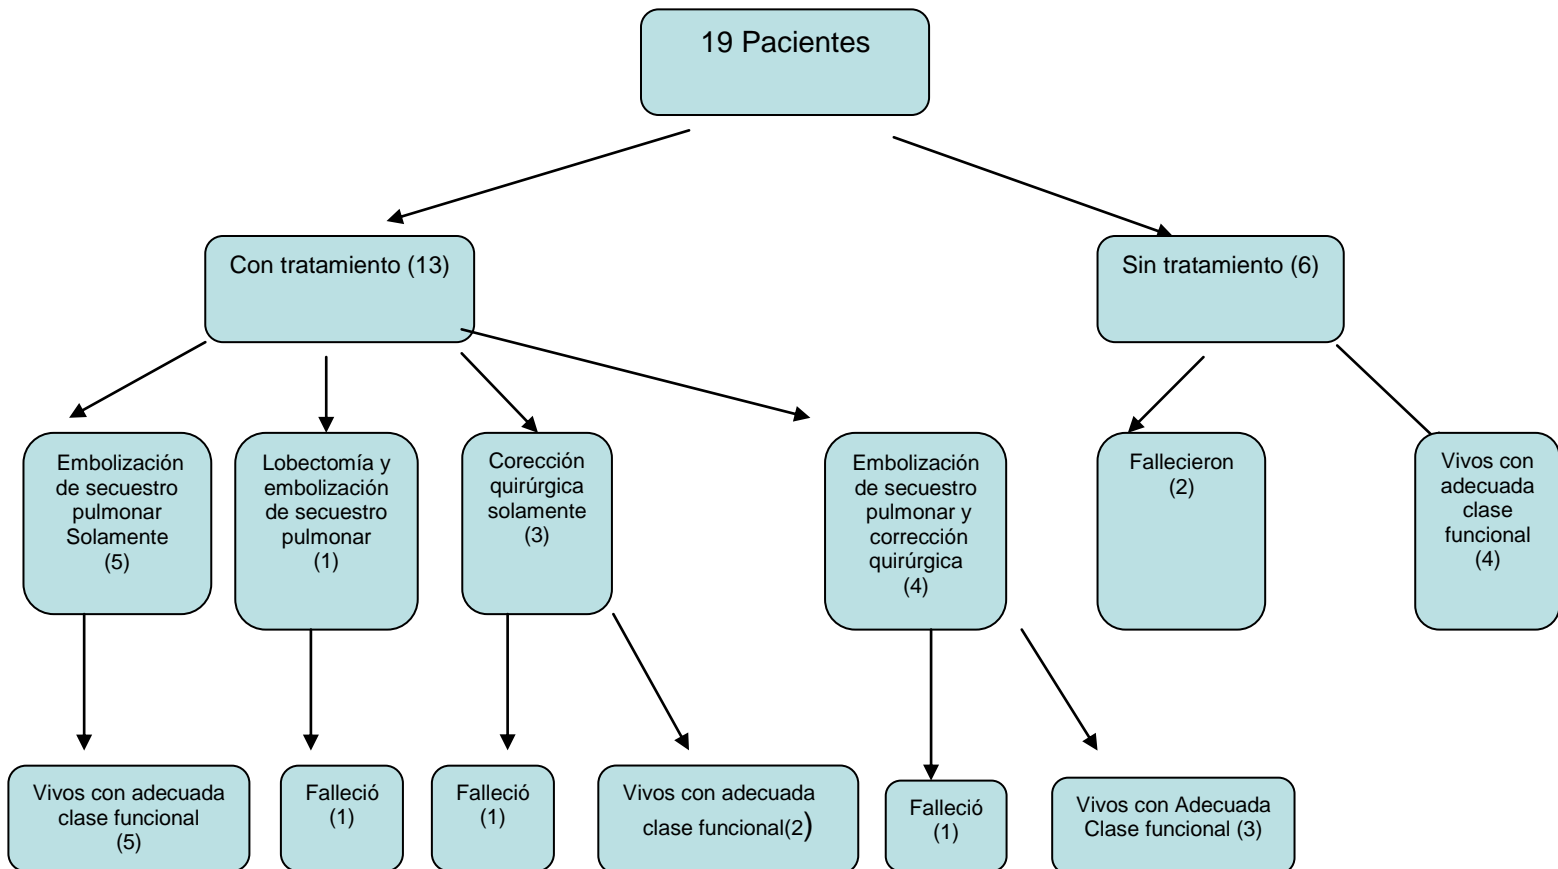 19 Pacientes
Con tratamiento (13)
Sin tratamiento (6)
Embolización
de secuestro
pulmonar
Solamente
(5)
Lobectomía y
embolización
de secuestro
pulmonar
(1)
Corección
quirúrgica
solamente
(3)
Embolización
de secuestro
pulmonar y
corrección
quirúrgica
(4)
Fallecieron
(2)
Vivos con
adecuada
clase
funcional
(4)
Vivos con adecuada
clase funcional
(5)
Falleció
(1)
Falleció
(1)
Vivos con adecuada
clase funcional(2)
Falleció
(1)
Vivos con Adecuada
Clase funcional (3)